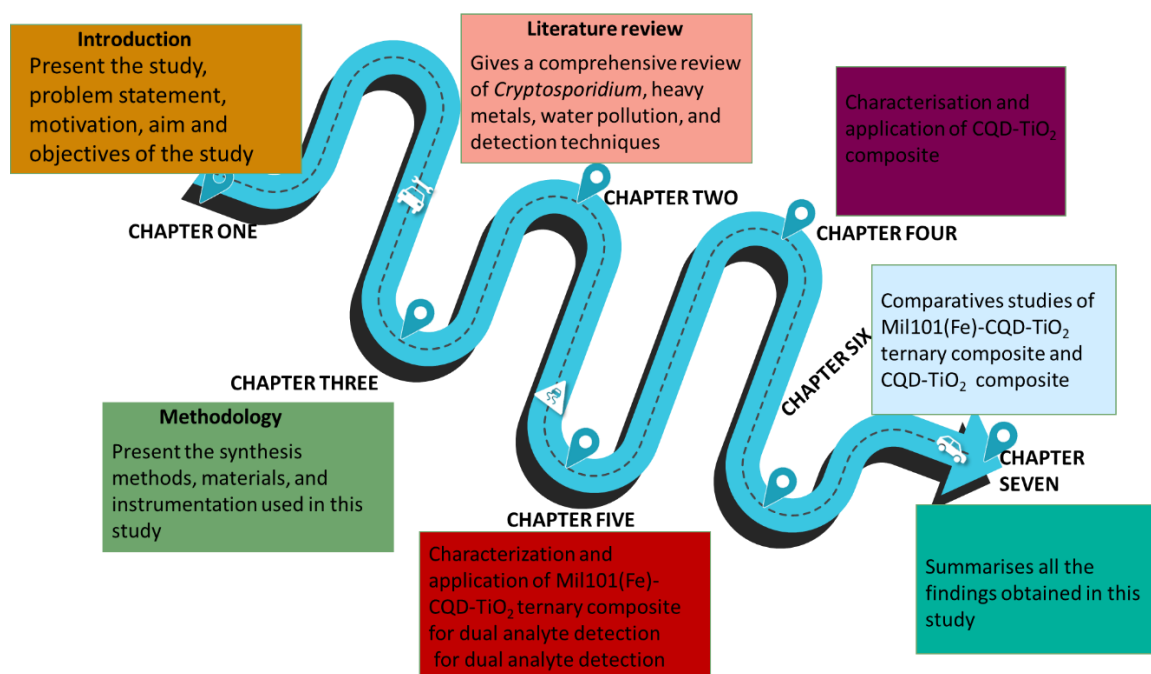 Introduction
Present the study,
problem statement,
motivation, aim and
objectives of the study
CHAPTER ONE
Literature review
Gives a comprehensive review
of Cryptosporidium, heavy
metals, water pollution, and
detection techniques
CHAPTER TWO
CHAPTER THREE
Methodology
Present the synthesis
methods, materials, and
instrumentation used in this
study
Characterisation and
application of CQD-TiO₂
composite
CHAPTER FOUR
CHAPTER FIVE
Characterization and
application of Mil101(Fe)-
CQD-TiO₂ ternary composite
for dual analyte detection
for dual analyte detection
CHAPTER SIX
Comparatives studies of
Mil101(Fe)-CQD-TiO₂
ternary composite and
CQD-TiO₂ composite
CHAPTER
SEVEN
Summarises all the
findings obtained in this
study